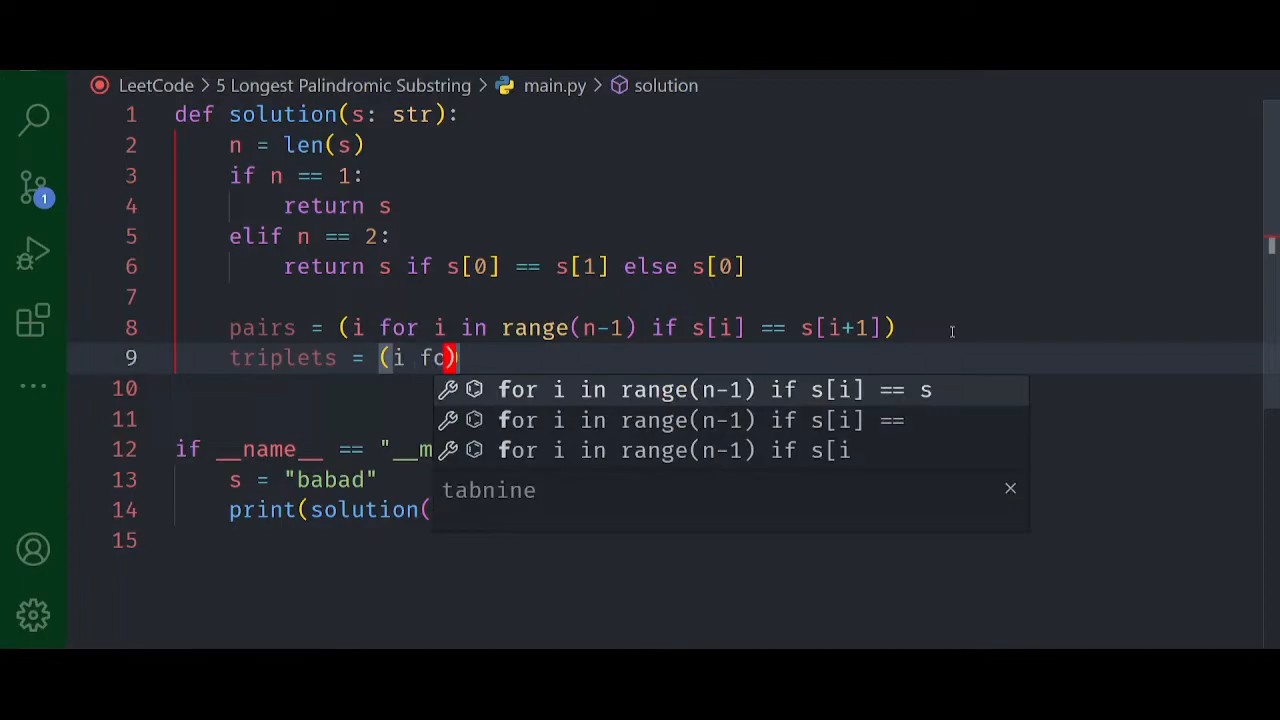 LeetCode > 5 Longest Palindromic Substring > main.py > solution
1 def solution(s: str):
2 n = len(s)
3 if n == 1:
4 return s
5 elif n == 2:
6 return s if s[0] == s[1] else s[0]
7
8 pairs = (i for i in range(n-1) if s[i] == s[i+1])
9 triplets = (i fo)
10 for i in range(n-1) if s[i] == s
11 for i in range(n-1) if s[i] ==
12 if __name__ == "__m for i in range(n-1) if s[i
13 s = "babad" tabnine
14 print(solution(
15
1